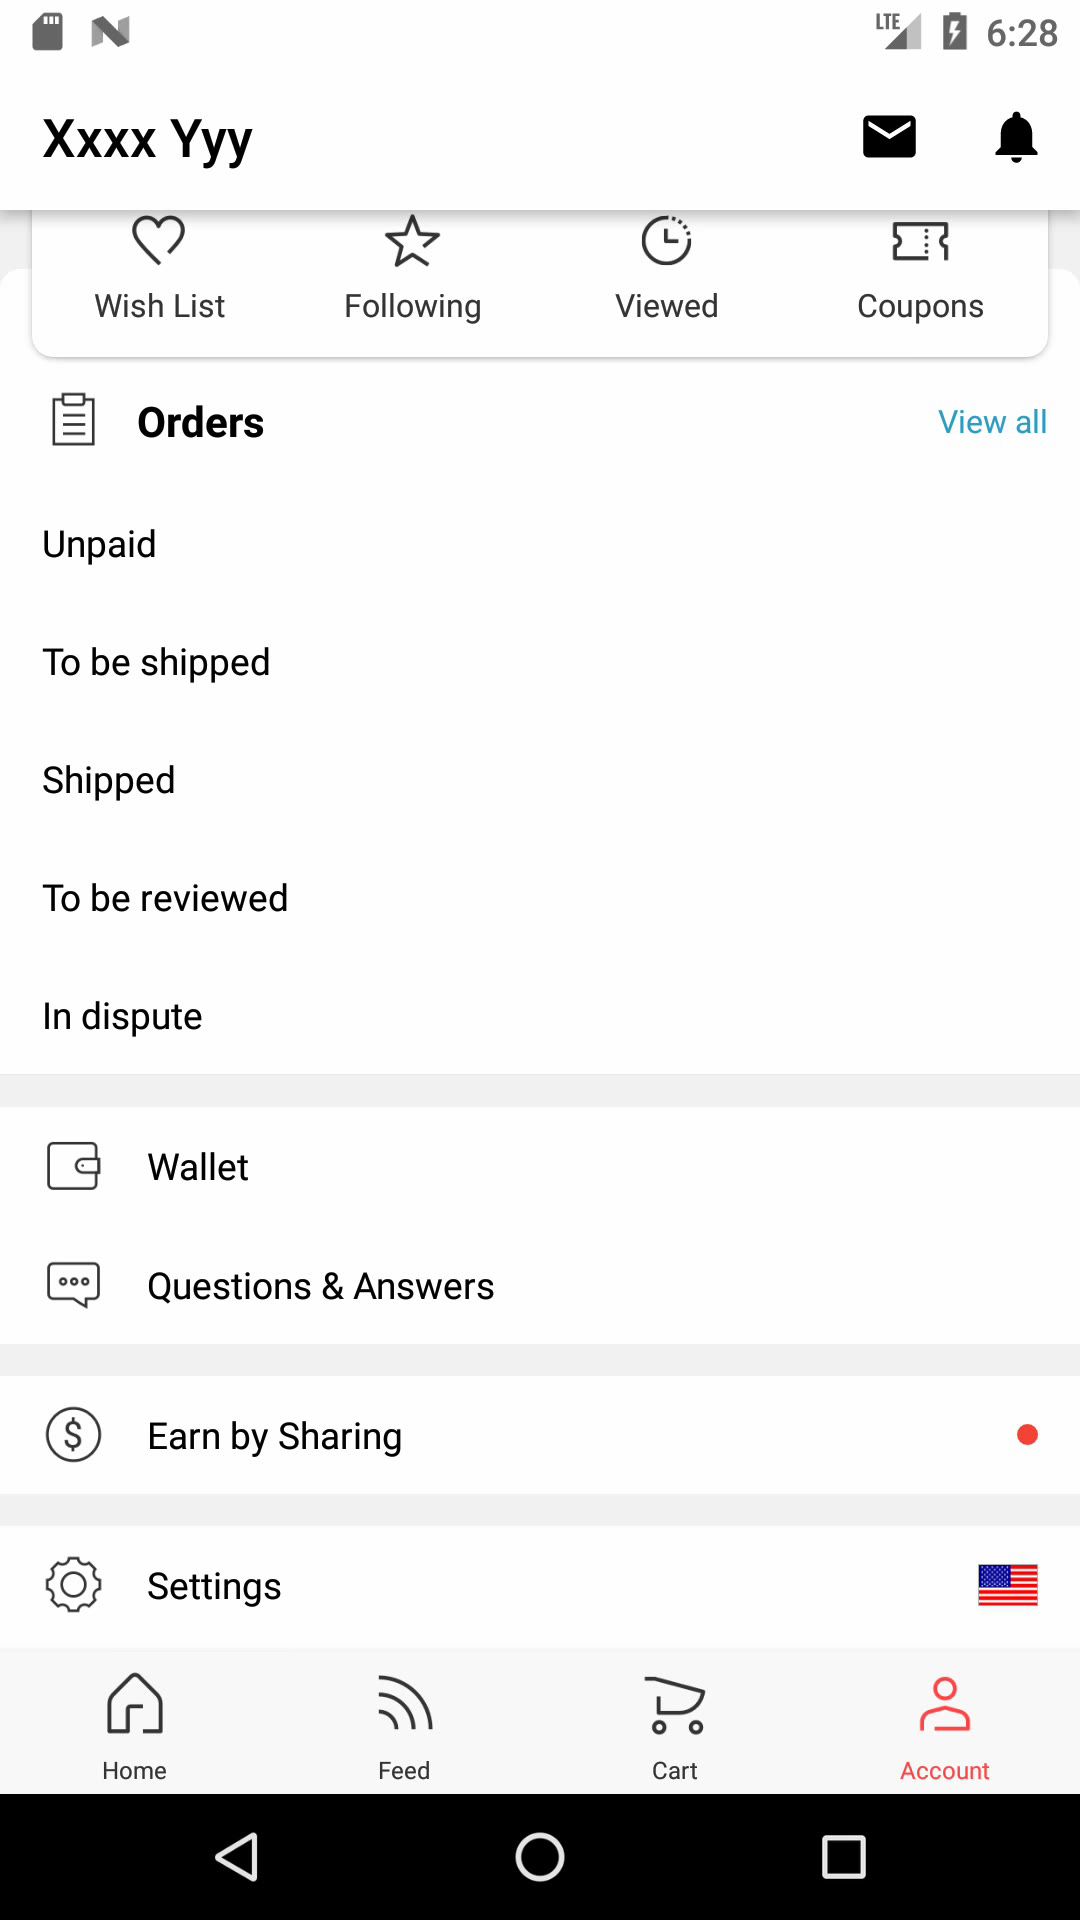 LTE 6:28
Xxxx Yyy
Wish List Following Viewed Coupons
Orders View all
Unpaid
To be shipped
Shipped
To be reviewed
In dispute
Wallet
Questions & Answers
Earn by Sharing
Settings
Home Feed Cart Account